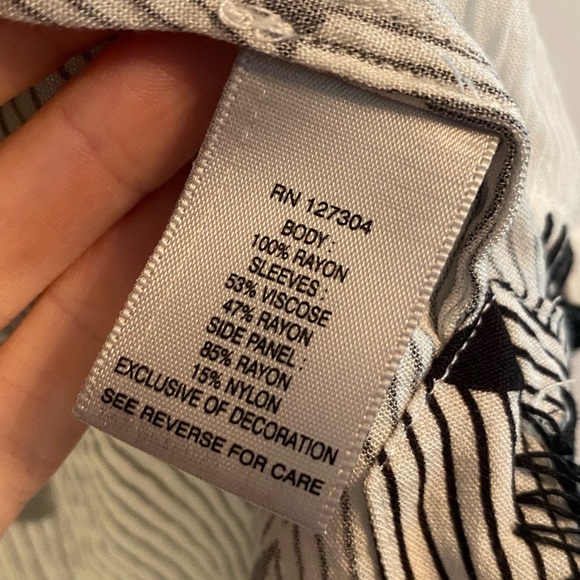 RN 127304
BODY :
100% RAYON
SLEEVES :
53% VISCOSE
47% RAYON
SIDE PANEL :
85% RAYON
15% NYLON
EXCLUSIVE OF DECORATION
SEE REVERSE FOR CARE